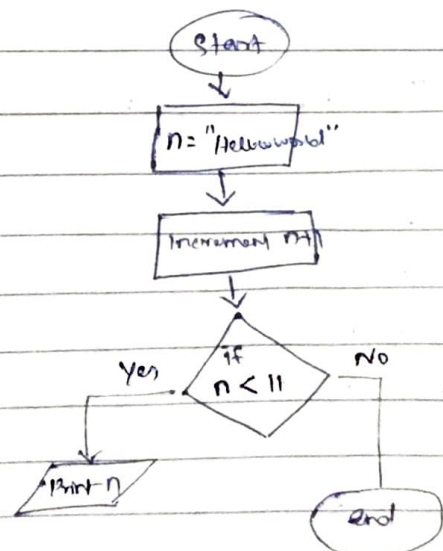 Start
n = "Helloworld"
Increment n+1
if
n < 11
Yes
No
Print n
end